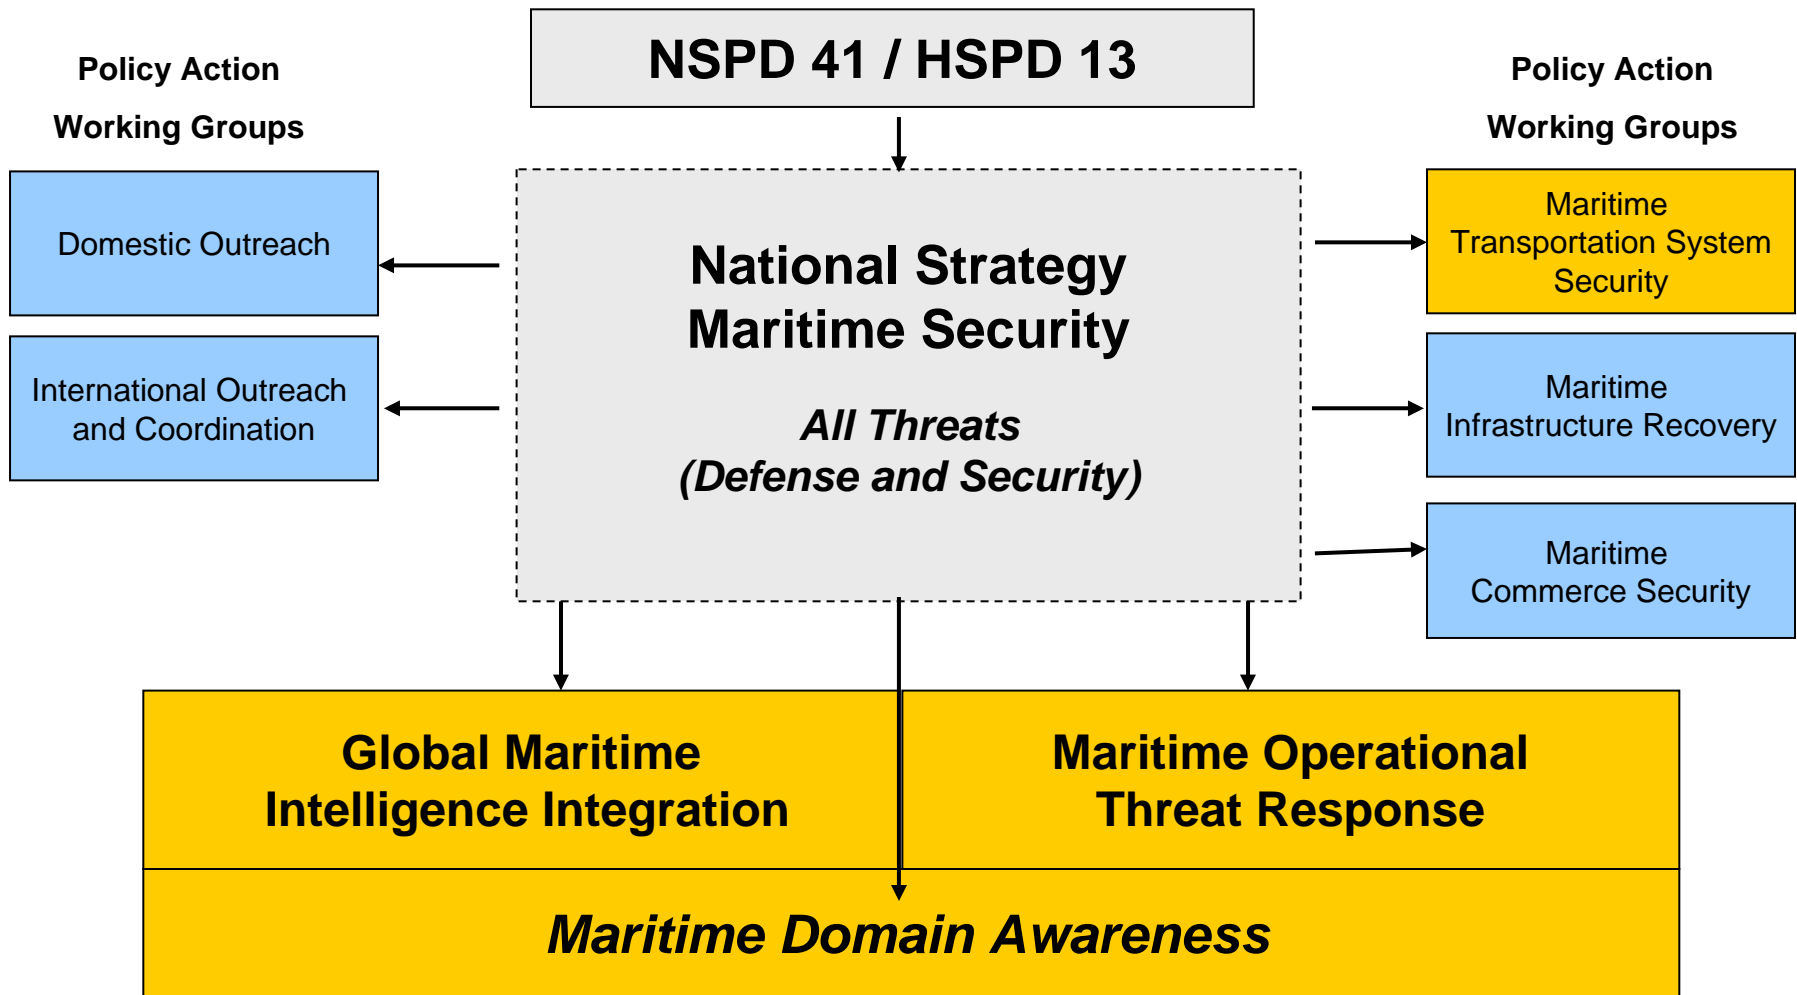 NSPD 41 / HSPD 13
Policy Action
Working Groups
Domestic Outreach
International Outreach
and Coordination
National Strategy
Maritime Security
All Threats
(Defense and Security)
Policy Action
Working Groups
Maritime
Transportation System
Security
Maritime
Infrastructure Recovery
Maritime
Commerce Security
Global Maritime
Intelligence Integration
Maritime Operational
Threat Response
Maritime Domain Awareness